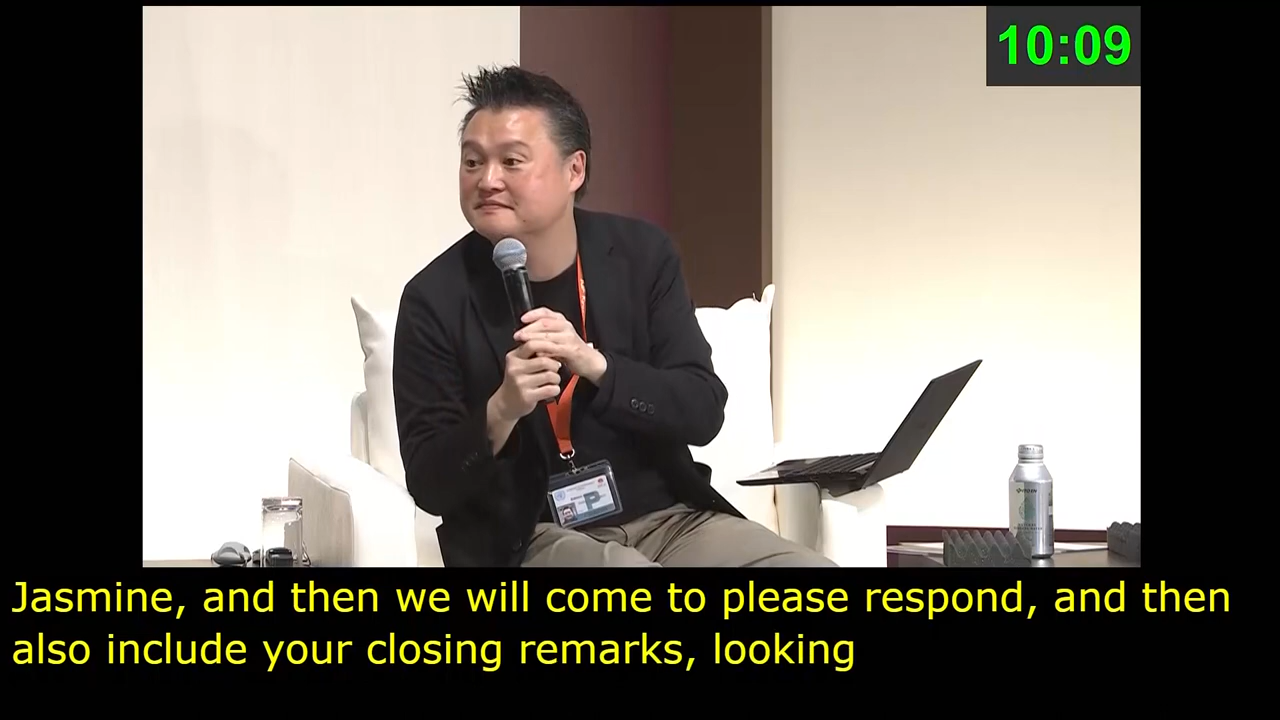 10:09
P
Jasmine, and then we will come to please respond, and then
also include your closing remarks, looking